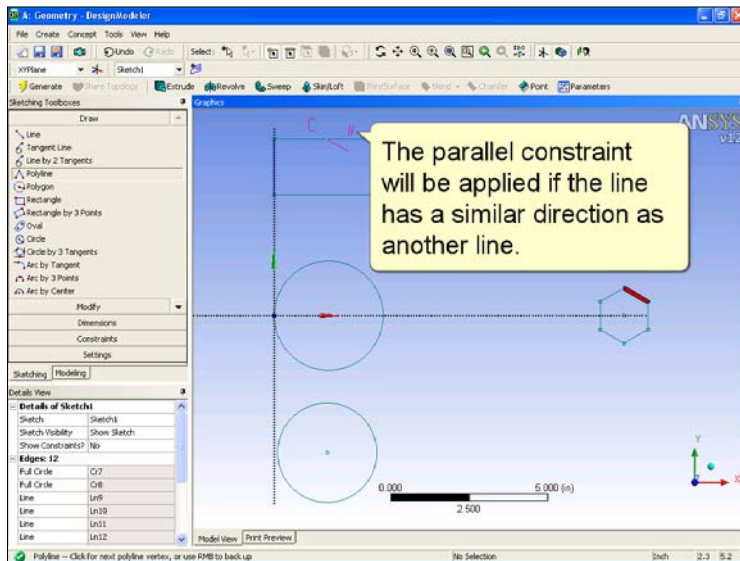 A: Geometry - DesignModeler
File Create Concept Tools View Help
Undo Redo Select:
XYPlane Sketch1
Generate Share Topology Extrude Revolve Sweep Skin/Loft Thin/Surface Blend Chamfer Point Parameters
Sketching Toolboxes
Draw
Line
Tangent Line
Line by 2 Tangents
Polyline
Polygon
Rectangle
Rectangle by 3 Points
Oval
Circle
Circle by 3 Tangents
Arc by Tangent
Arc by 3 Points
Arc by Center
Modify
Dimensions
Constraints
Settings
Sketching Modeling
Details View
Details of Sketch1
Sketch Sketch1
Sketch Visibility Show Sketch
Show Constraints? No
Edges: 12
Full Circle Cr7
Full Circle Cr8
Line Ln9
Line Ln10
Line Ln11
Line Ln12
Graphics
C
ANSYS
v12
The parallel constraint
will be applied if the line
has a similar direction as
another line.
Y
X
0.000 5.000 (in)
2.500
Model View Print Preview
Polyline -- Click for next polyline vertex, or use RMB to back up No Selection Inch 2.3 5.2